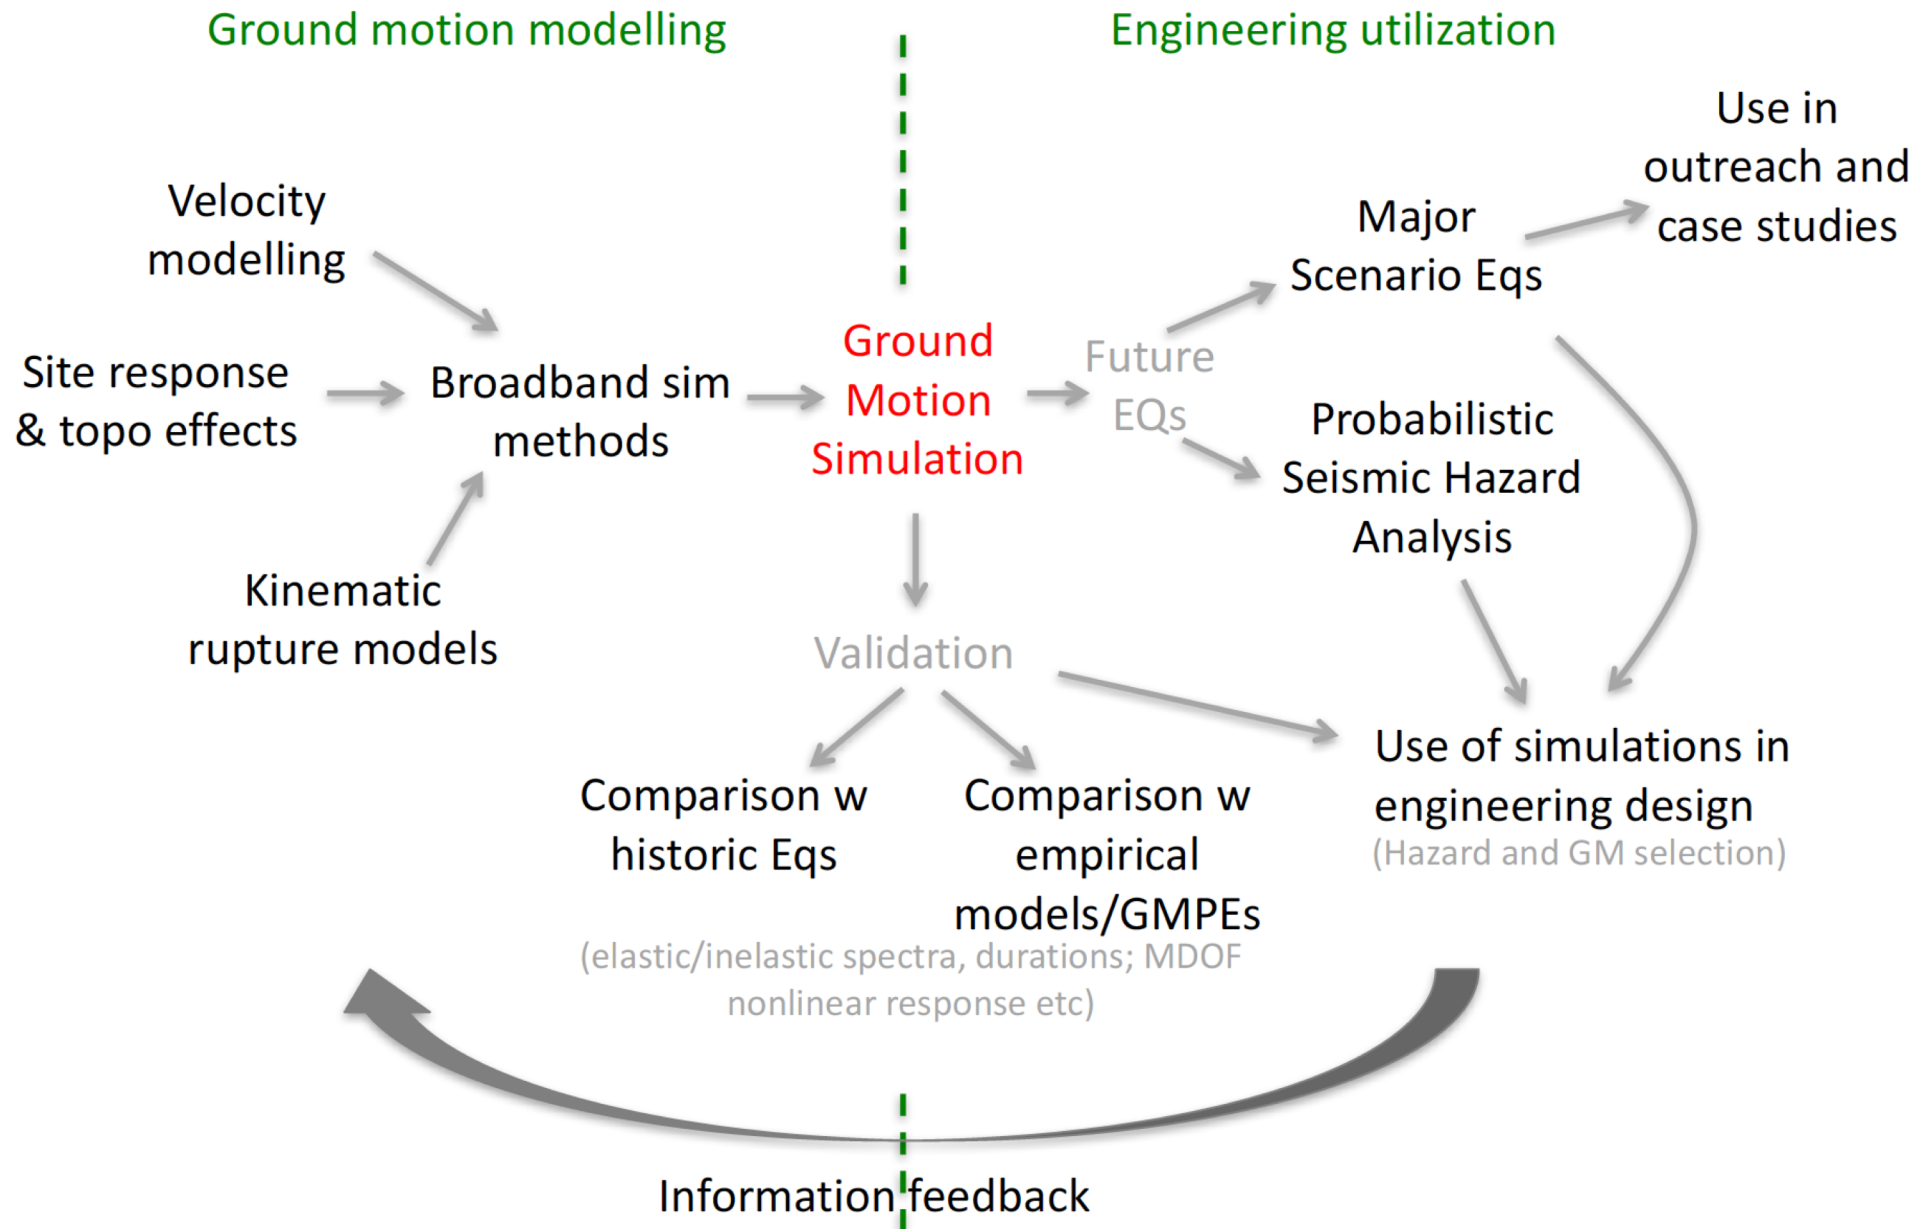 Ground motion modelling
Engineering utilization
Use in
outreach and
case studies
Velocity
modelling
Major
Scenario Eqs
Site response
& topo effects
Broadband sim
methods
Ground
Motion
Simulation
Future
EQs
Probabilistic
Seismic Hazard
Analysis
Kinematic
rupture models
Validation
Comparison w
historic Eqs
Comparison w
empirical
models/GMPEs
(elastic/inelastic spectra, durations; MDOF
nonlinear response etc)
Use of simulations in
engineering design
(Hazard and GM selection)
Information feedback